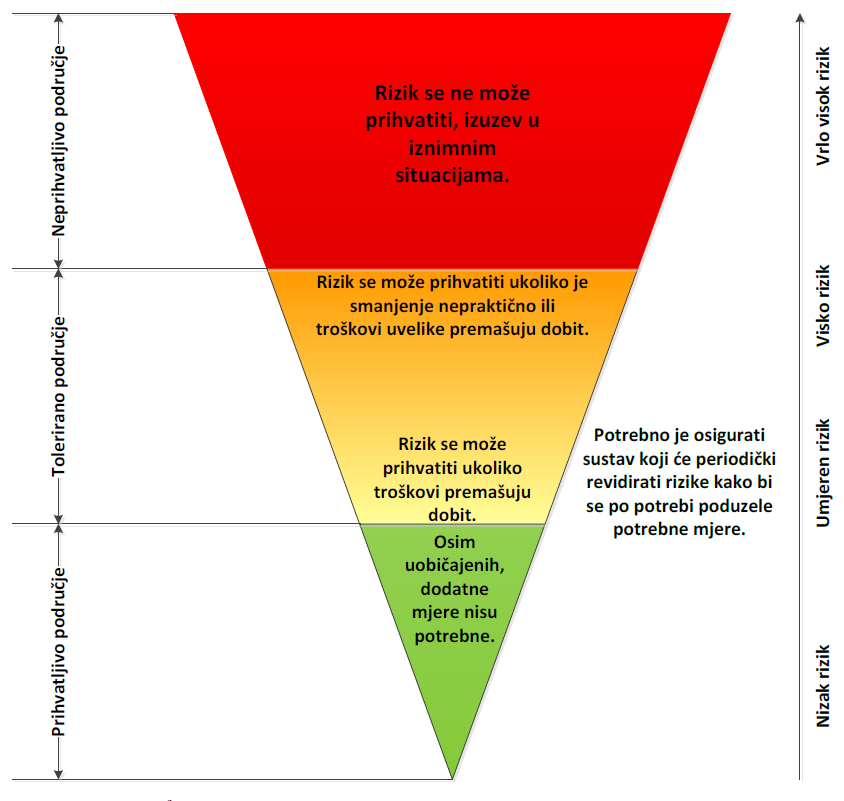 Neprihvatljivo područje
Rizik se ne može
prihvatiti, izuzev u
iznimnim
situacijama.
Vrlo visok rizik
Tolerirano područje
Rizik se može prihvatiti ukoliko je
smanjenje nepraktično ili
troškovi uvelike premašuju dobit.
Visko rizik
Rizik se može
prihvatiti ukoliko
troškovi premašuju
dobit.
Potrebno je osigurati
sustav koji će periodički
revidirati rizike kako bi
se po potrebi poduzele
potrebne mjere.
Umjeren rizik
Prihvatljivo područje
Osim
uobičajenih,
dodatne
mjere nisu
potrebne.
Nizak rizik